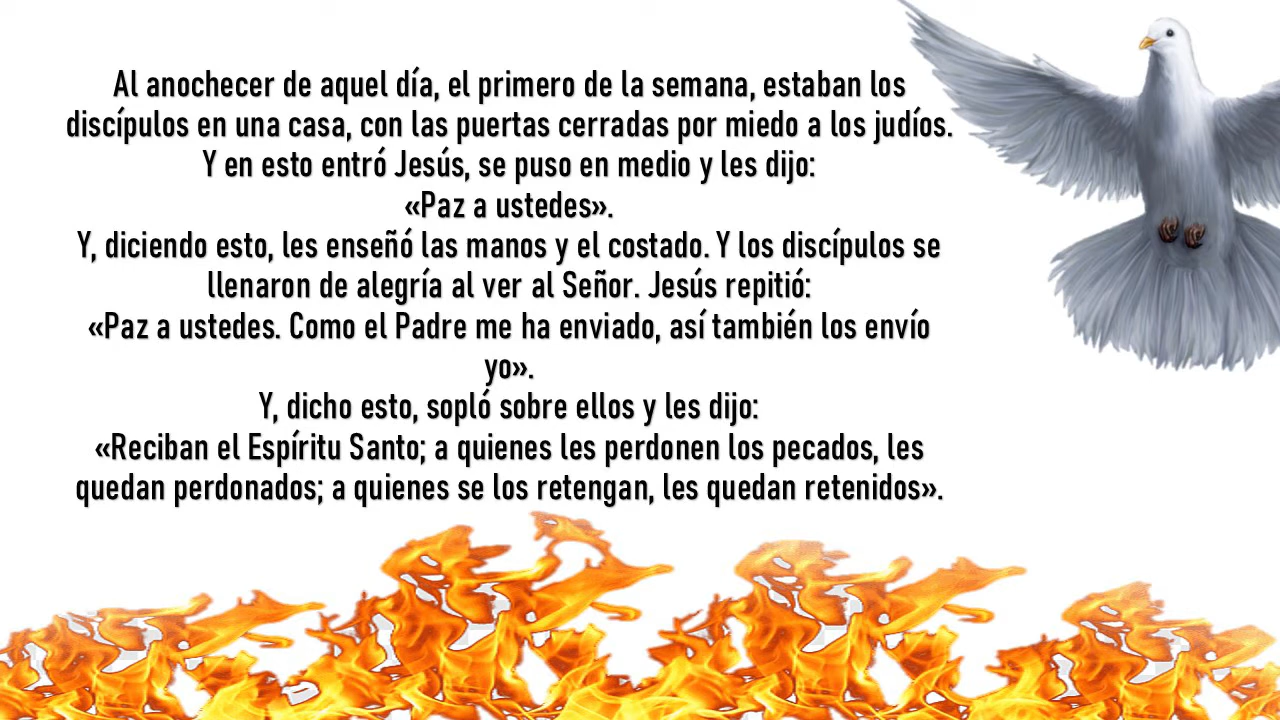 Al anochecer de aquel día, el primero de la semana, estaban los
discípulos en una casa, con las puertas cerradas por miedo a los judíos.
Y en esto entró Jesús, se puso en medio y les dijo:
«Paz a ustedes».
Y, diciendo esto, les enseñó las manos y el costado. Y los discípulos se
llenaron de alegría al ver al Señor. Jesús repitió:
«Paz a ustedes. Como el Padre me ha enviado, así también los envío
yo».
Y, dicho esto, sopló sobre ellos y les dijo:
«Reciban el Espíritu Santo; a quienes les perdonen los pecados, les
quedan perdonados; a quienes se los retengan, les quedan retenidos».